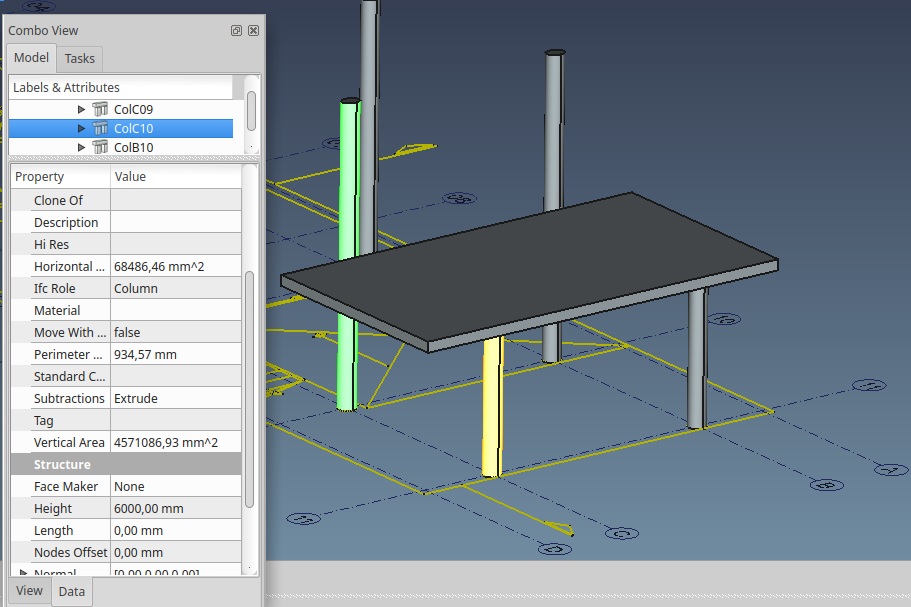 Combo View
Model Tasks
Labels & Attributes
ColC09
ColC10
ColB10
Property Value
Clone Of
Description
Hi Res
Horizontal ... 68486,46 mm^2
Ifc Role Column
Material
Move With ... false
Perimeter ... 934,57 mm
Standard C...
Subtractions Extrude
Tag
Vertical Area 4571086,93 mm^2
Structure
Face Maker None
Height 6000,00 mm
Length 0,00 mm
Nodes Offset 0,00 mm
Normal [0,00 0,00 0,00]
View Data